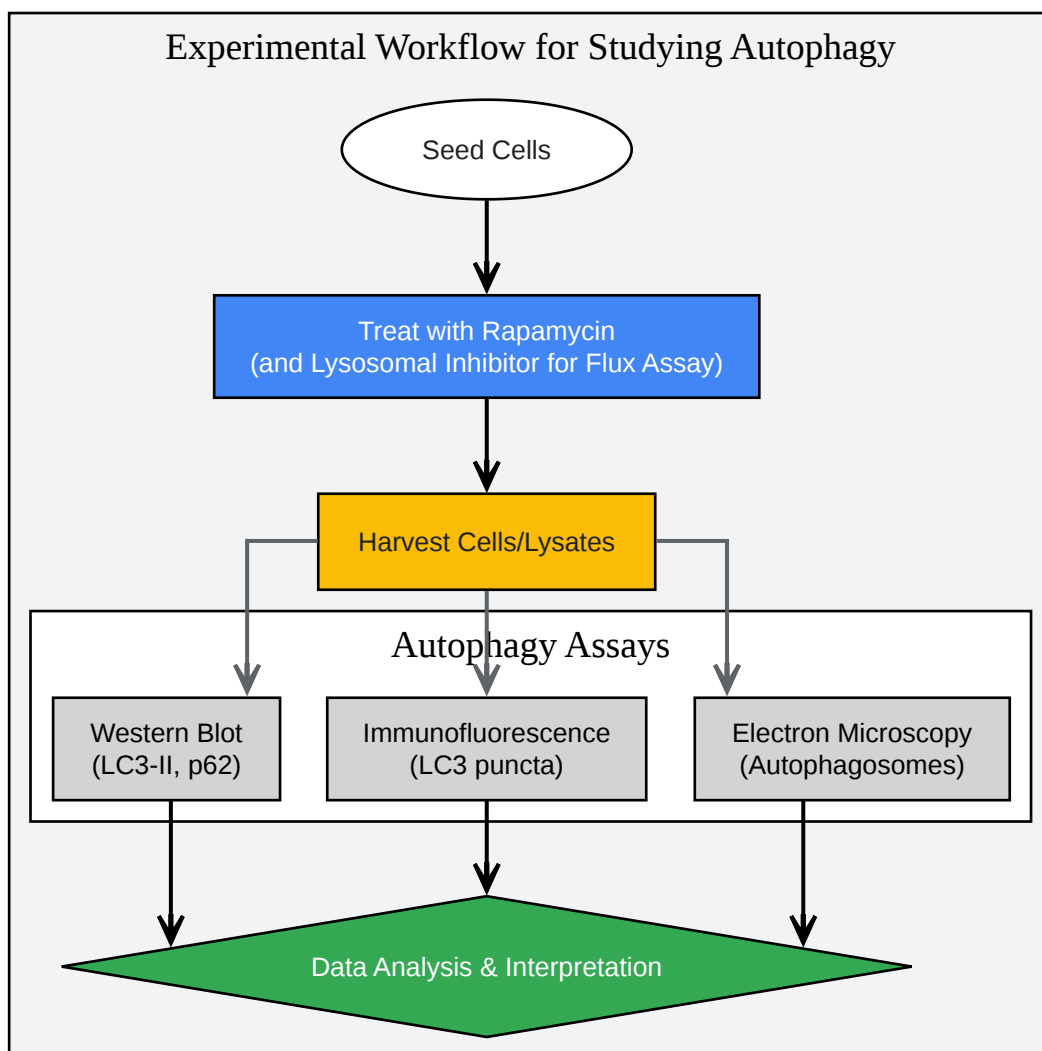 Experimental Workflow for Studying Autophagy
Seed Cells
Treat with Rapamycin
(and Lysosomal Inhibitor for Flux Assay)
Harvest Cells/Lysates
Autophagy Assays
Western Blot
(LC3-II, p62)
Immunofluorescence
(LC3 puncta)
Electron Microscopy
(Autophagosomes)
Data Analysis & Interpretation